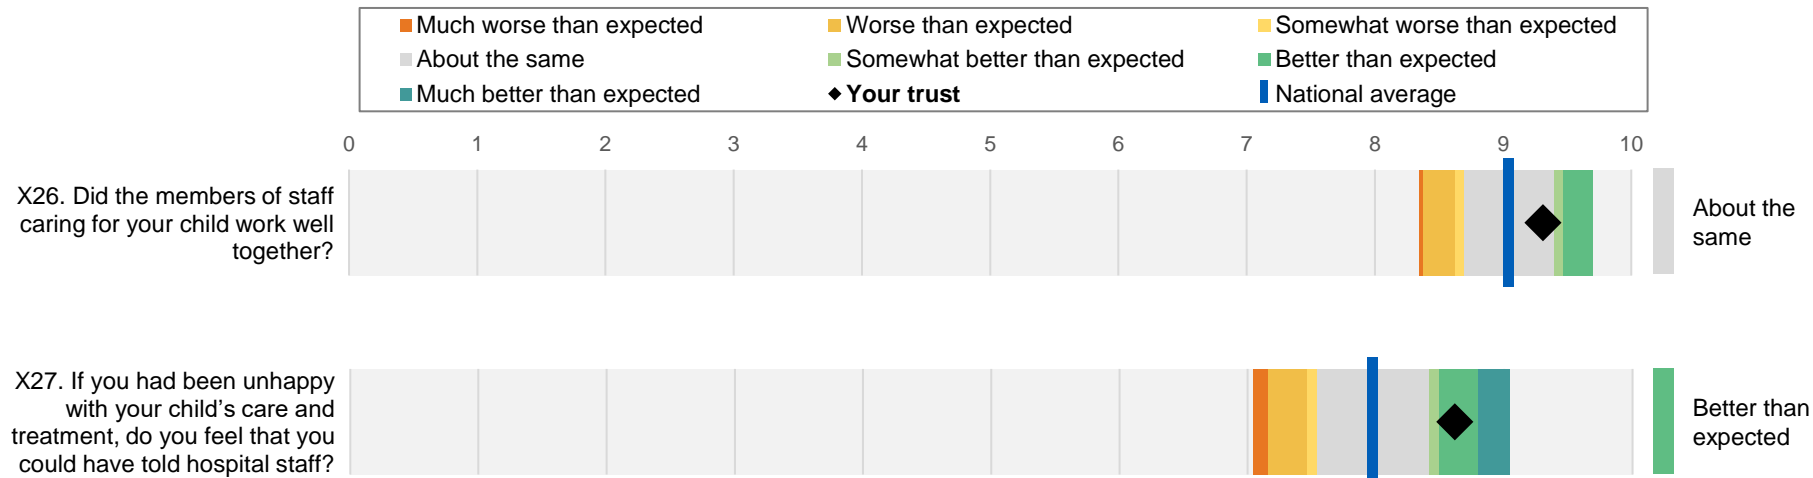 Much worse than expected
Worse than expected
Somewhat worse than expected
About the same
Somewhat better than expected
Better than expected
Much better than expected
Your trust
National average
0 1 2 3 4 5 6 7 8 9 10
X26. Did the members of staff
caring for your child work well
together?
About the
same
X27. If you had been unhappy
with your child’s care and
treatment, do you feel that you
could have told hospital staff?
Better than
expected